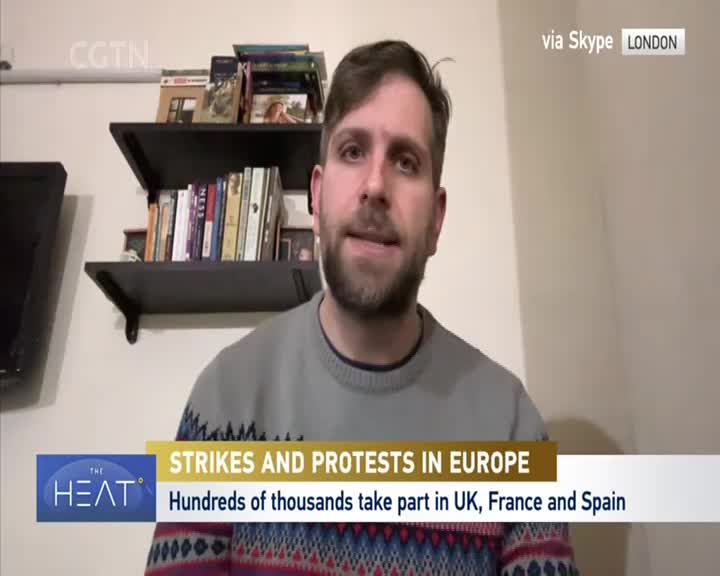 CGTN
via Skype LONDON
NESS
STRIKES AND PROTESTS IN EUROPE
THE
HEAT
Hundreds of thousands take part in UK, France and Spain